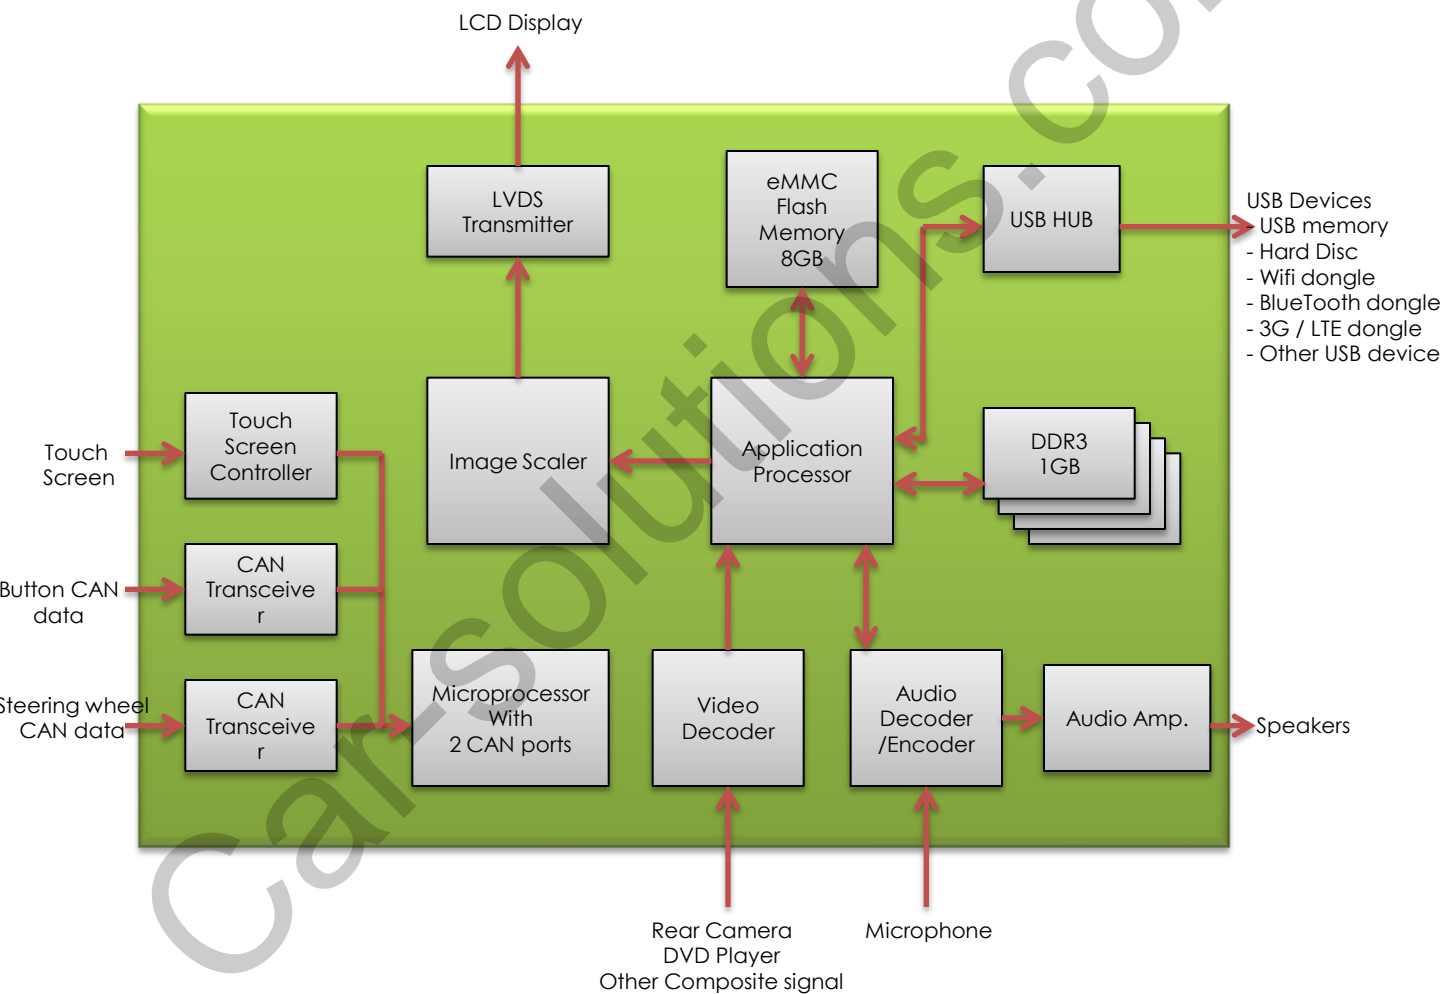 LCD Display
LVDS
Transmitter
eMMC
Flash
Memory
8GB
USB HUB
USB Devices
- USB memory
- Hard Disc
- Wifi dongle
- BlueTooth dongle
- 3G / LTE dongle
- Other USB device
Touch
Screen
Touch
Screen
Controller
Image Scaler
Application
Processor
DDR3
1GB
Button CAN
data
CAN
Transceive
r
Steering wheel
CAN data
CAN
Transceive
r
Microprocessor
With
2 CAN ports
Video
Decoder
Audio
Decoder
/Encoder
Audio Amp.
Speakers
Rear Camera
DVD Player
Other Composite signal
Microphone
Car-solutions.co